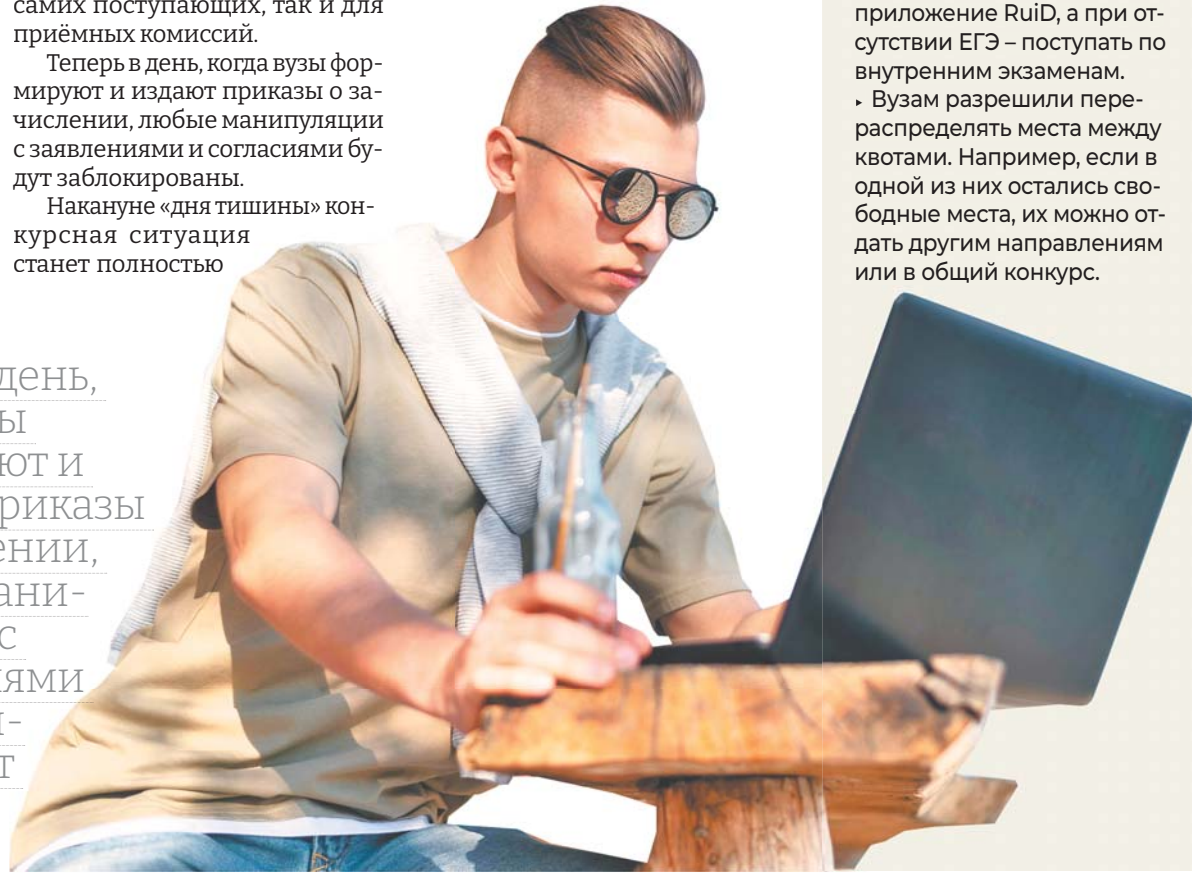 самих поступающих, так и для
приёмных комиссий.
Теперь в день, когда вузы фор-
мируют и издают приказы о за-
числении, любые манипуляции
с заявлениями и согласиями бу-
дут заблокированы.
Накануне «дня тишины» кон-
курсная ситуация
станет полностью
день,
ы
ют и
риказы
ении,
ани-
с
иями
-
т
приложение RuiD, а при от-
сутствии ЕГЭ – поступать по
внутренним экзаменам.
▸ Вузам разрешили пере-
распределять места между
квотами. Например, если в
одной из них остались сво-
бодные места, их можно от-
дать другим направлениям
или в общий конкурс.